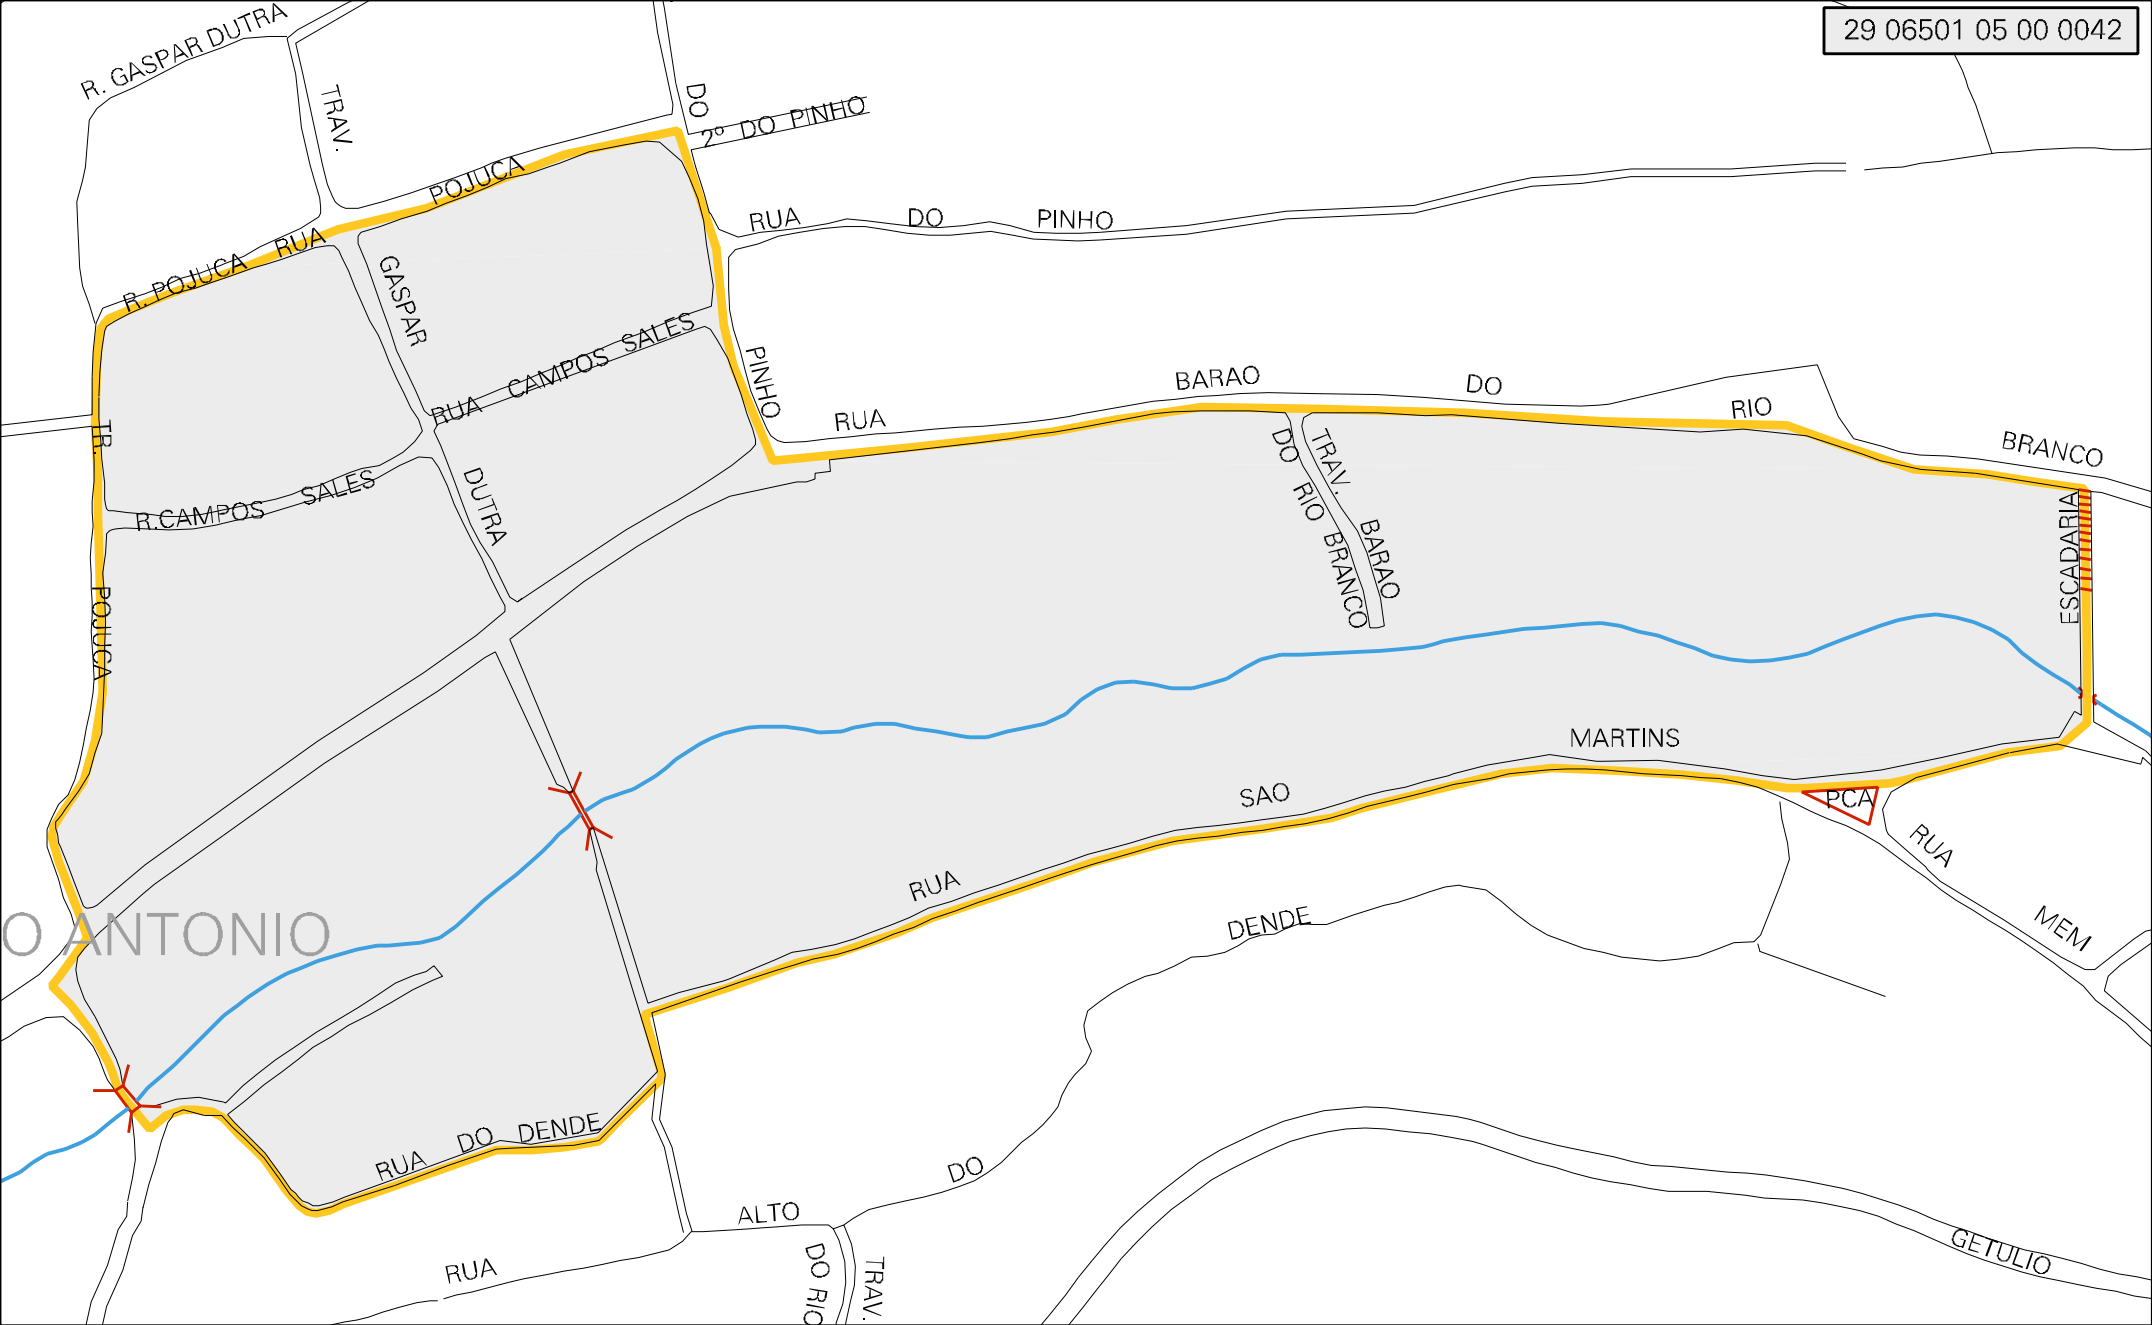 29 06501 05 00 0042
R. GASPAR DUTRA
TRAV.
DO
2º DO PINHO
POJUCA
RUA
R. POJUCA
RUA DO PINHO
GASPAR
RUA CAMPOS SALES
PINHO
RUA BARAO DO RIO BRANCO
TR.
R.CAMPOS SALES
DUTRA
TRAV. BARAO
DO RIO BRANCO
ESCADARIA
POJUCA
MARTINS
SAO
PCA
RUA
RUA
MEM
O ANTONIO
DENDE
RUA DO DENDE
DO
ALTO
RUA
DO RIO
TRAV.
GETULIO